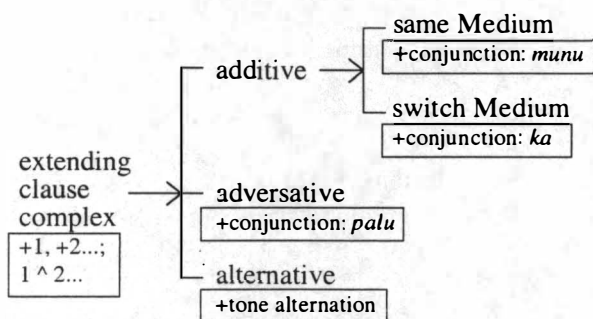 same Medium
+conjunction: munu
additive
switch Medium
+conjunction: ka
extending
clause
complex
+1, +2...;
1 ^ 2...
adversative
+conjunction: palu
alternative
+tone alternation